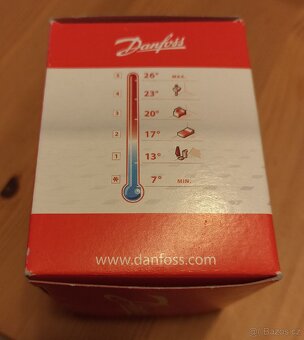 Danfoss
5 26° MAX.
4 23°
3 20°
2 17°
1 13°
7° MIN.
www.danfoss.com
Bazos.cz